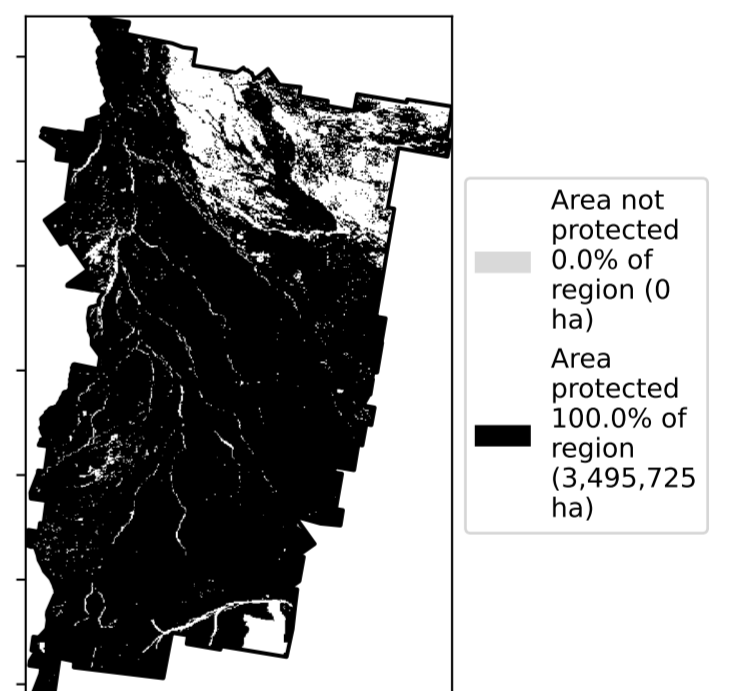 Area not
protected
0.0% of
region (0
ha)
Area
protected
100.0% of
region
(3,495,725
ha)